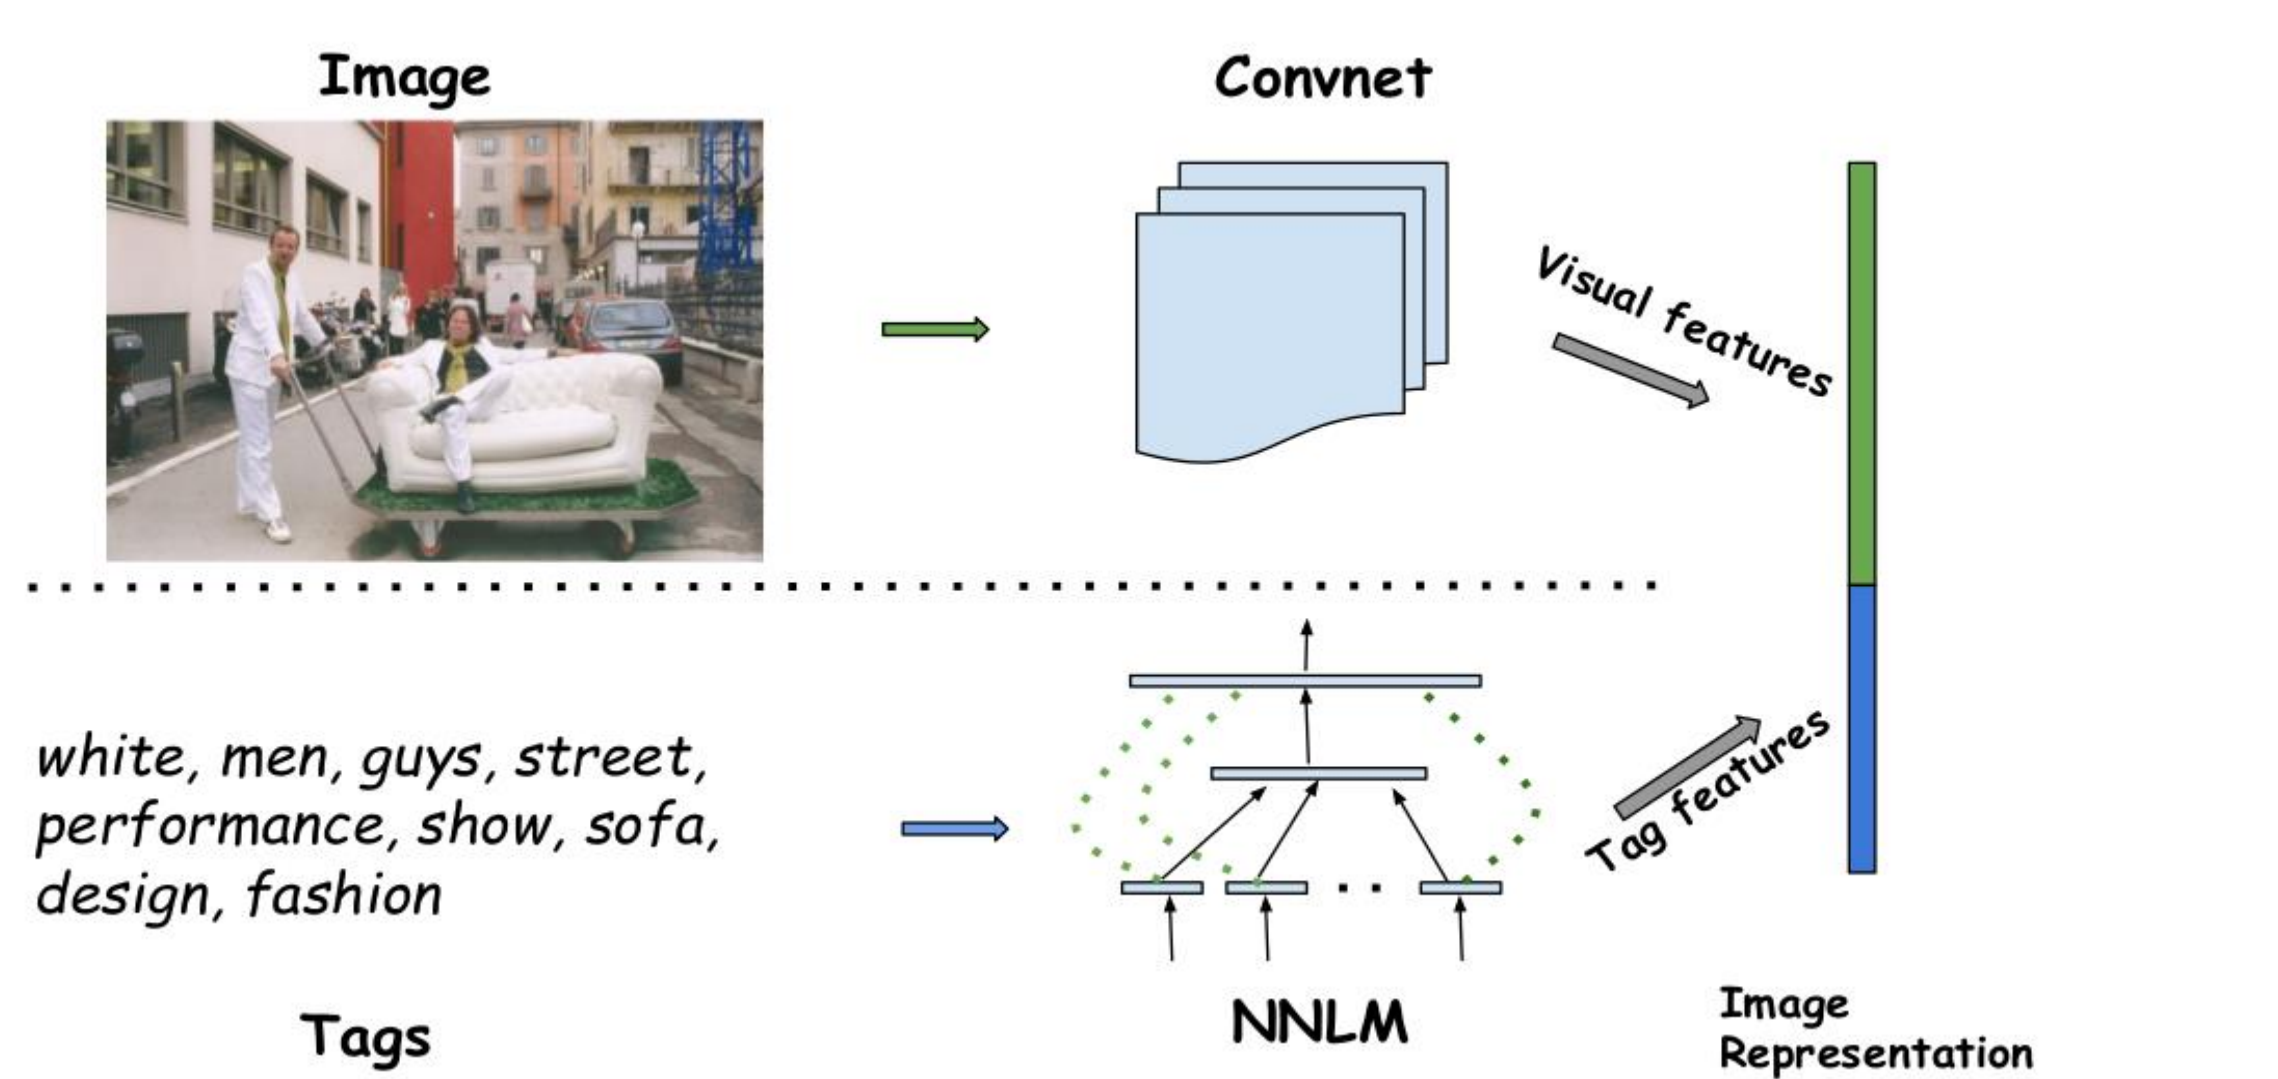 Image
Convnet
Visual features
white, men, guys, street,
performance, show, sofa,
design, fashion
Tag features
Tags
NNLM
Image
Representation